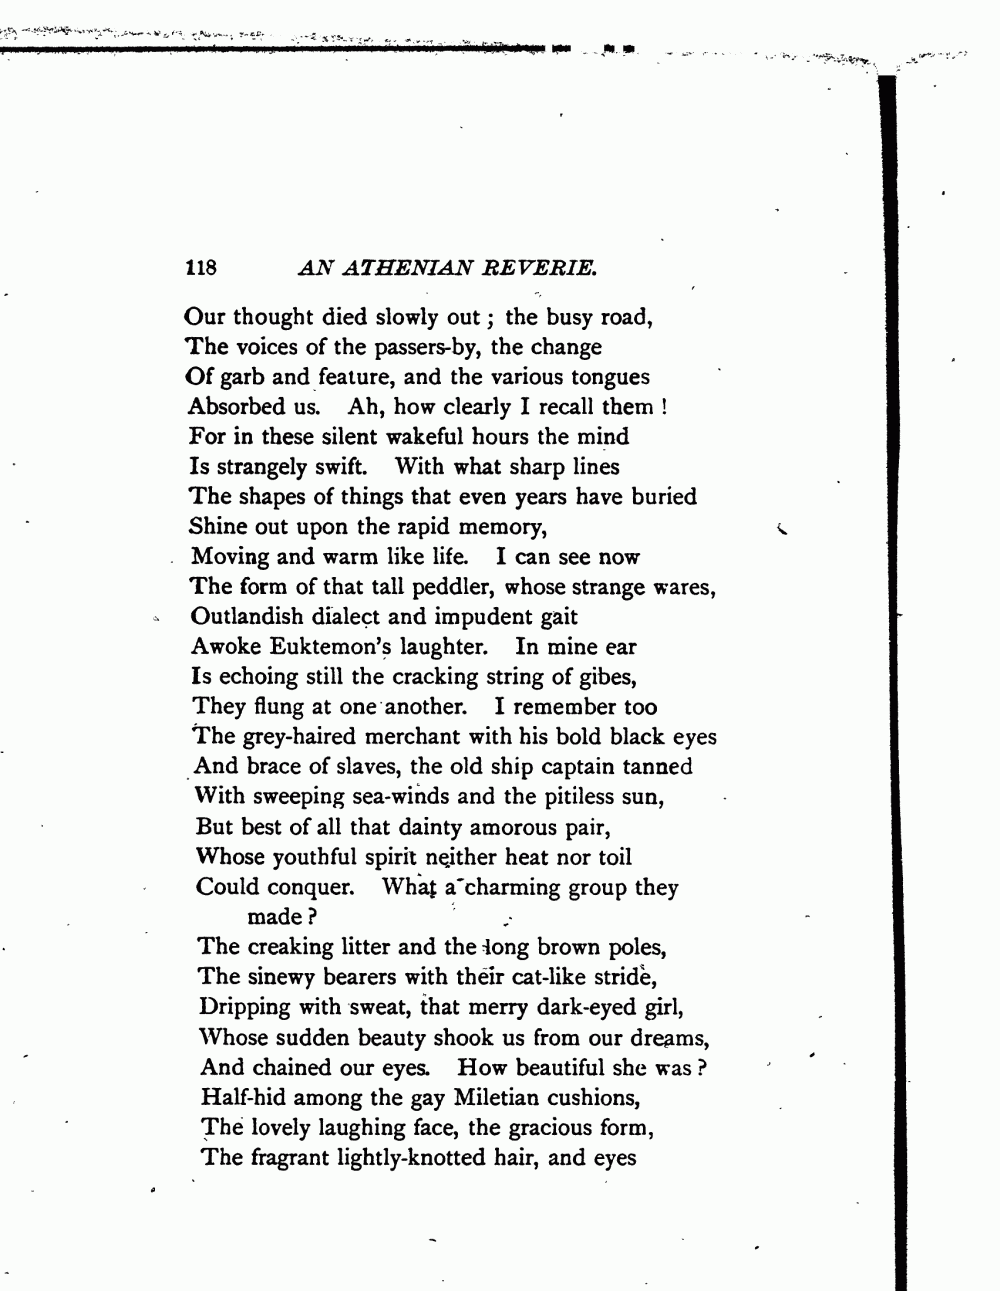 118 AN ATHENIAN REVERIE.
Our thought died slowly out ; the busy road,
The voices of the passers-by, the change
Of garb and feature, and the various tongues
Absorbed us. Ah, how clearly I recall them !
For in these silent wakeful hours the mind
Is strangely swift. With what sharp lines
The shapes of things that even years have buried
Shine out upon the rapid memory,
Moving and warm like life. I can see now
The form of that tall peddler, whose strange wares,
Outlandish dialect and impudent gait
Awoke Euktemon's laughter. In mine ear
Is echoing still the cracking string of gibes,
They flung at one another. I remember too
The grey-haired merchant with his bold black eyes
And brace of slaves, the old ship captain tanned
With sweeping sea-winds and the pitiless sun,
But best of all that dainty amorous pair,
Whose youthful spirit neither heat nor toil
Could conquer. What a charming group they
made ?
The creaking litter and the long brown poles,
The sinewy bearers with their cat-like stride,
Dripping with sweat, that merry dark-eyed girl,
Whose sudden beauty shook us from our dreams,
And chained our eyes. How beautiful she was ?
Half-hid among the gay Miletian cushions,
The lovely laughing face, the gracious form,
The fragrant lightly-knotted hair, and eyes